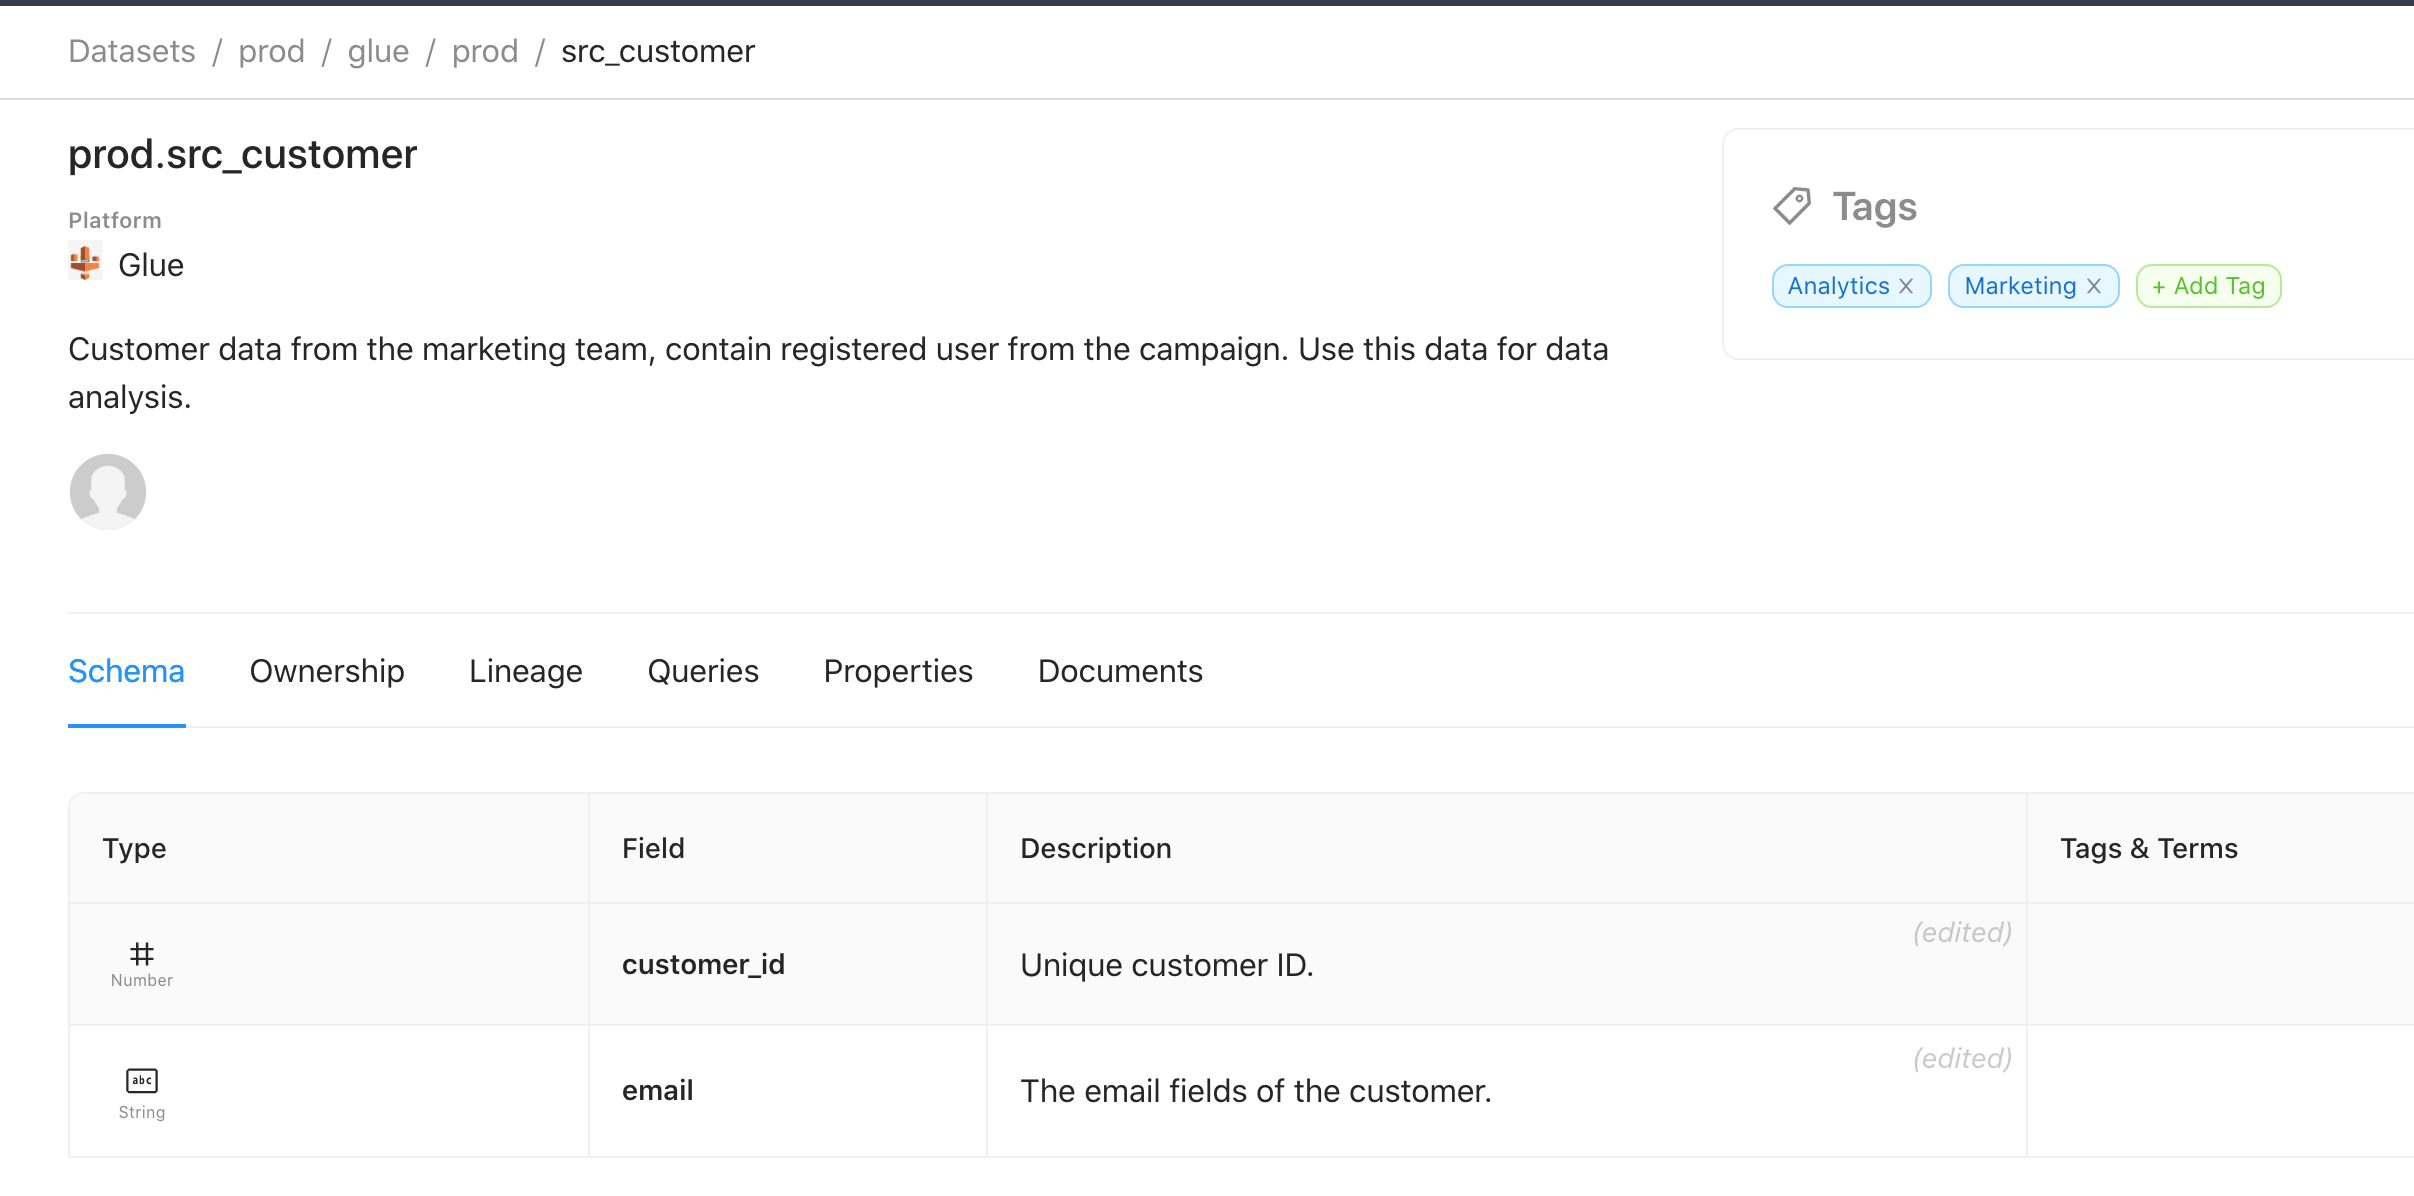 Datasets / prod / glue / prod / src_customer
prod.src_customer
Platform
Glue
Customer data from the marketing team, contain registered user from the campaign. Use this data for data
analysis.
Tags
Analytics X Marketing X + Add Tag
Schema Ownership Lineage Queries Properties Documents
Type Field Description Tags & Terms
(edited)
# customer_id Unique customer ID.
Number
(edited)
abc email The email fields of the customer.
String